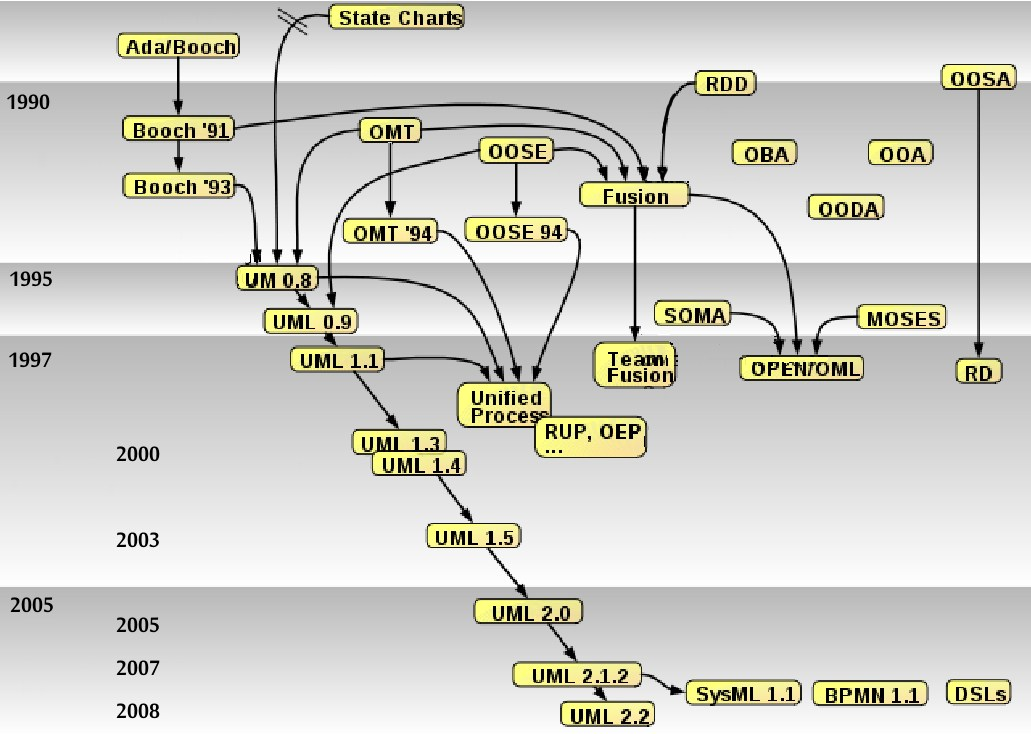 State Charts
Ada/Booch
OOSA
RDD
1990
Booch '91
OMT
OOSE
OBA
OOA
Booch '93
Fusion
OODA
OMT '94
OOSE 94
1995
UM 0.8
SOMA
MOSES
UML 0.9
1997
UML 1.1
Team
Fusion
OPEN/OML
RD
Unified
Process
RUP, OEP
...
UML 1.3
2000
UML 1.4
2003
UML 1.5
2005
UML 2.0
2005
2007
UML 2.1.2
SysML 1.1
BPMN 1.1
DSLs
2008
UML 2.2